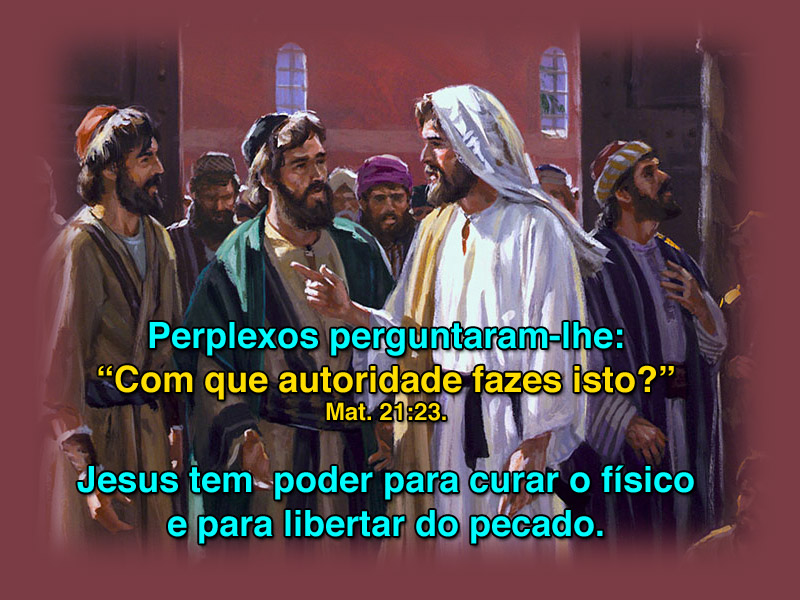 Perplexos perguntaram-lhe:
“Com que autoridade fazes isto?”
Mat. 21:23.
Jesus tem  poder para curar o físico
e para libertar do pecado.